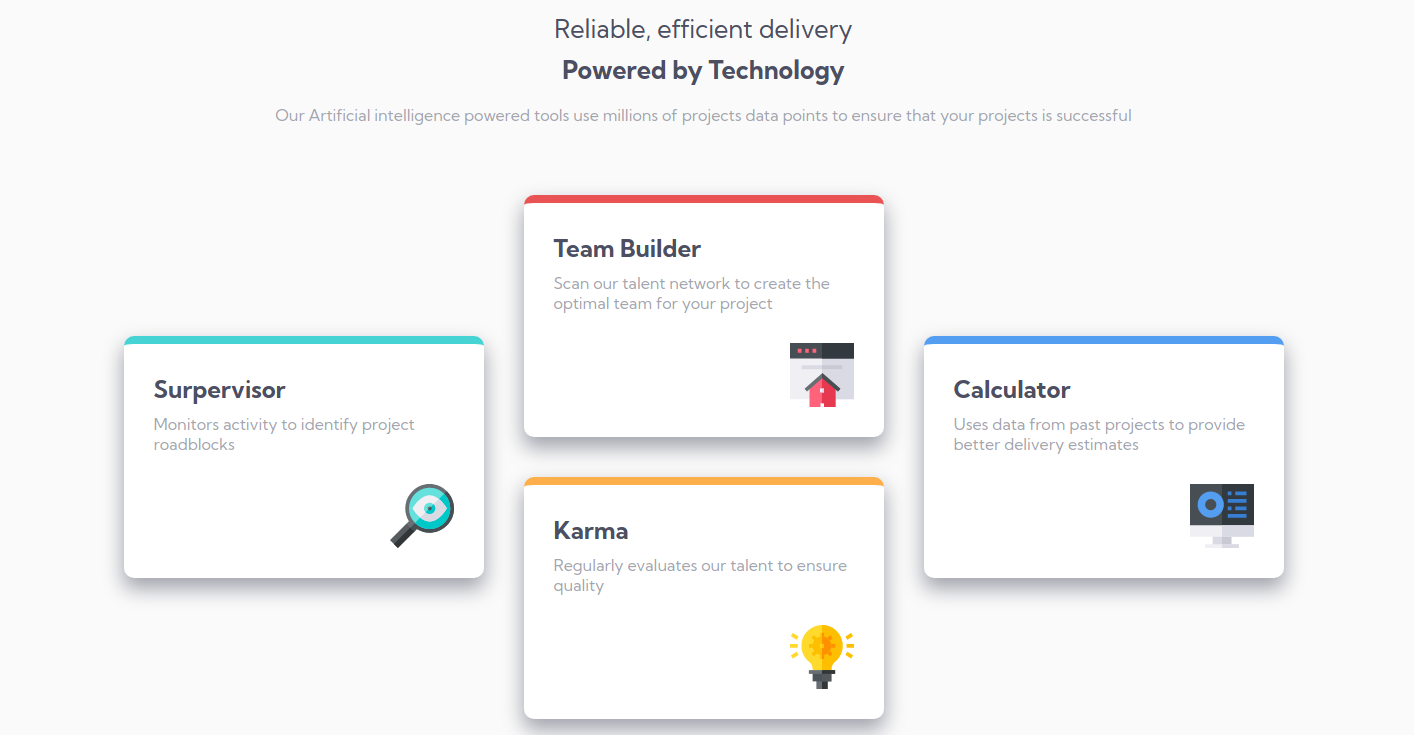 Reliable, efficient delivery
Powered by Technology
Our Artificial intelligence powered tools use millions of projects data points to ensure that your projects is successful
Surpervisor
Monitors activity to identify project
roadblocks
Team Builder
Scan our talent network to create the
optimal team for your project
Karma
Regularly evaluates our talent to ensure
quality
Calculator
Uses data from past projects to provide
better delivery estimates